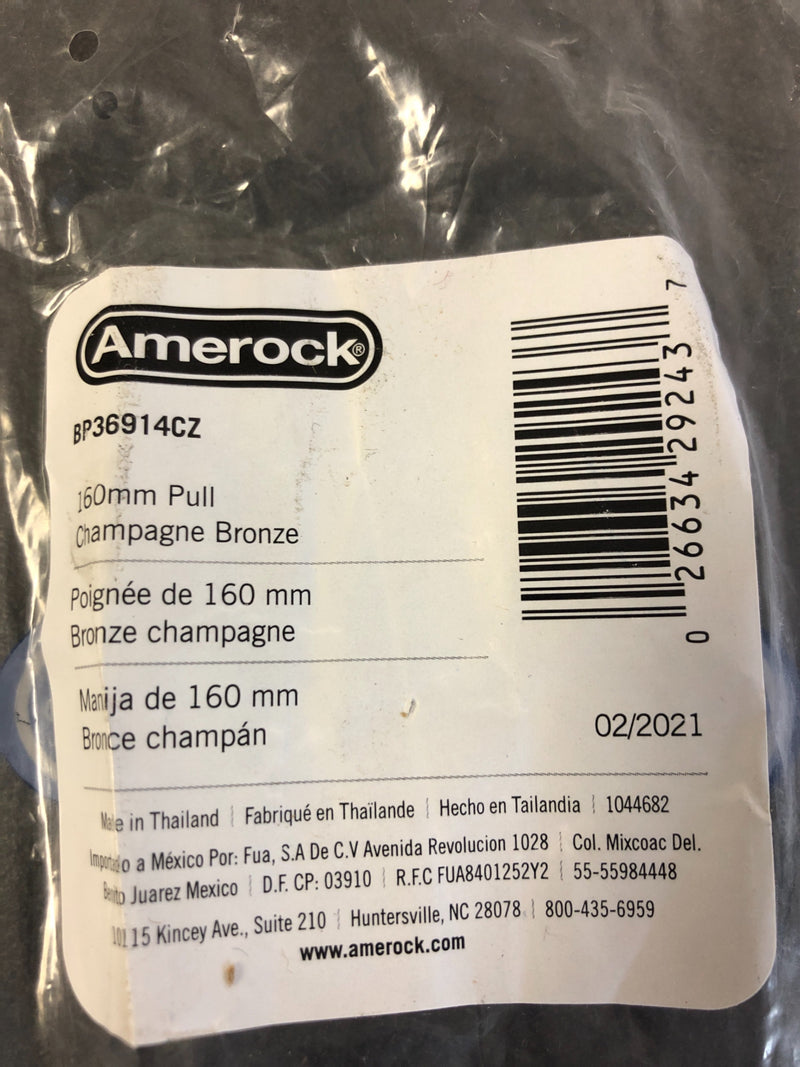 Amerock®
BP36914CZ
160mm Pull
Champagne Bronze
Poignée de 160 mm
Bronze champagne
Manija de 160 mm
Bronce champán
0 26634 29243 7
02/2021
Made in Thailand | Fabriqué en Thaïlande | Hecho en Tailandia | 1044682
Importado a México Por: Fua, S.A De C.V Avenida Revolucion 1028 | Col. Mixcoac Del.
Benito Juarez Mexico | D.F. CP: 03910 | R.F.C FUA8401252Y2 | 55-55984448
10115 Kincey Ave., Suite 210 | Huntersville, NC 28078 | 800-435-6959
www.amerock.com